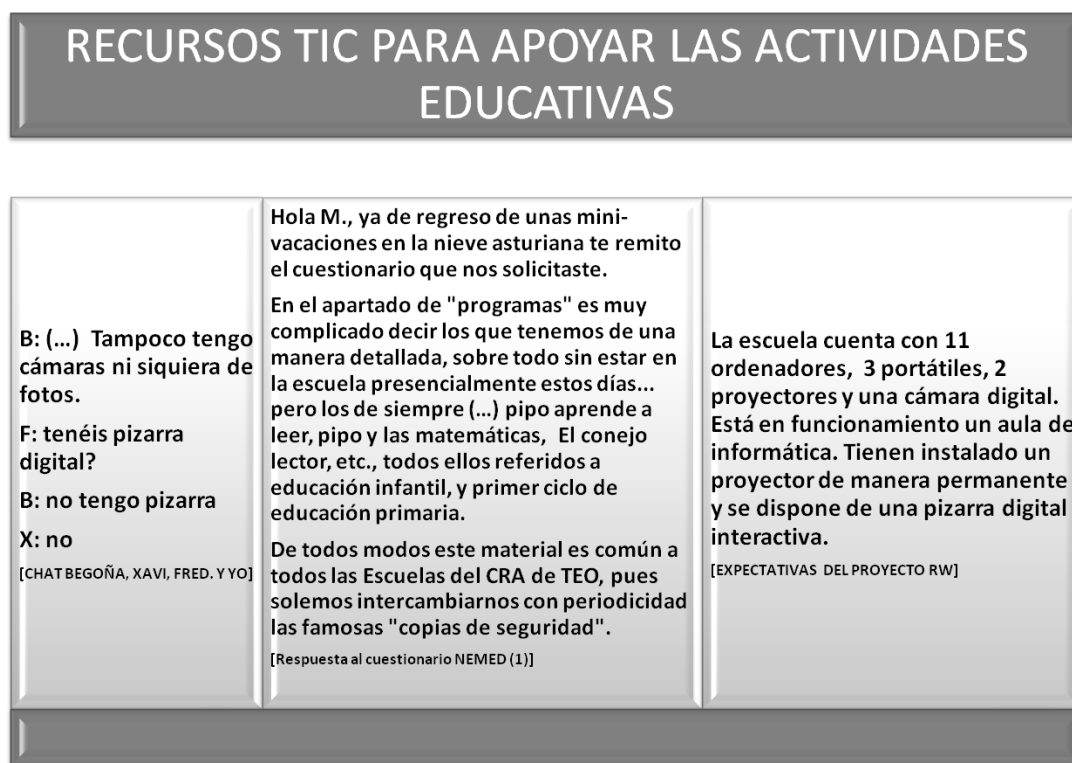 RECURSOS TIC PARA APOYAR LAS ACTIVIDADES
EDUCATIVAS
B: (...) Tampoco tengo
cámaras ni siquiera de
fotos.
F: tenéis pizarra
digital?
B: no tengo pizarra
X: no
[CHAT BEGOÑA, XAVI, FRED. Y YO]
Hola M., ya de regreso de unas mini-
vacaciones en la nieve asturiana te remito
el cuestionario que nos solicitaste.
En el apartado de "programas" es muy
complicado decir los que tenemos de una
manera detallada, sobre todo sin estar en
la escuela presencialmente estos días...
pero los de siempre (...) pipo aprende a
leer, pipo y las matemáticas, El conejo
lector, etc., todos ellos referidos a
educación infantil, y primer ciclo de
educación primaria.
De todos modos este material es común a
todos las Escuelas del CRA de TEO, pues
solemos intercambiarnos con periodicidad
las famosas "copias de seguridad".
[Respuesta al cuestionario NEMED (1)]
La escuela cuenta con 11
ordenadores, 3 portátiles, 2
proyectores y una cámara digital.
Está en funcionamiento un aula de
informática. Tienen instalado un
proyector de manera permanente
y se dispone de una pizarra digital
interactiva.
[EXPECTATIVAS DEL PROYECTO RW]